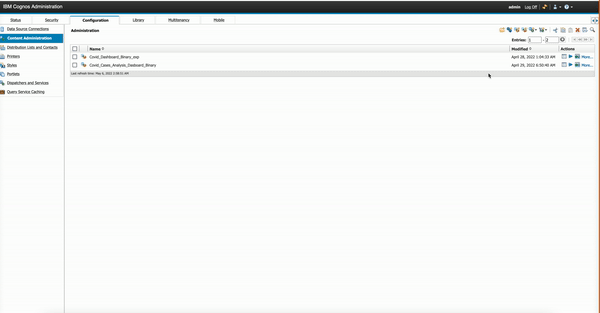 IBM Cognos Administration
admin Log Off
Status Security Configuration Library Multitenancy Mobile
Data Source Connections
Content Administration
Distribution Lists and Contacts
Printers
Styles
Portlets
Dispatchers and Services
Query Service Caching
Administration
Entries: 1 - 2
Name Modified Actions
Covid_Dashboard_Binary_exp April 28, 2022 1:04:33 AM More...
Covid_Cases_Analysis_Dasboard_Binary April 29, 2022 6:50:40 AM More...
Last refresh time: May 6, 2022 2:08:51 AM